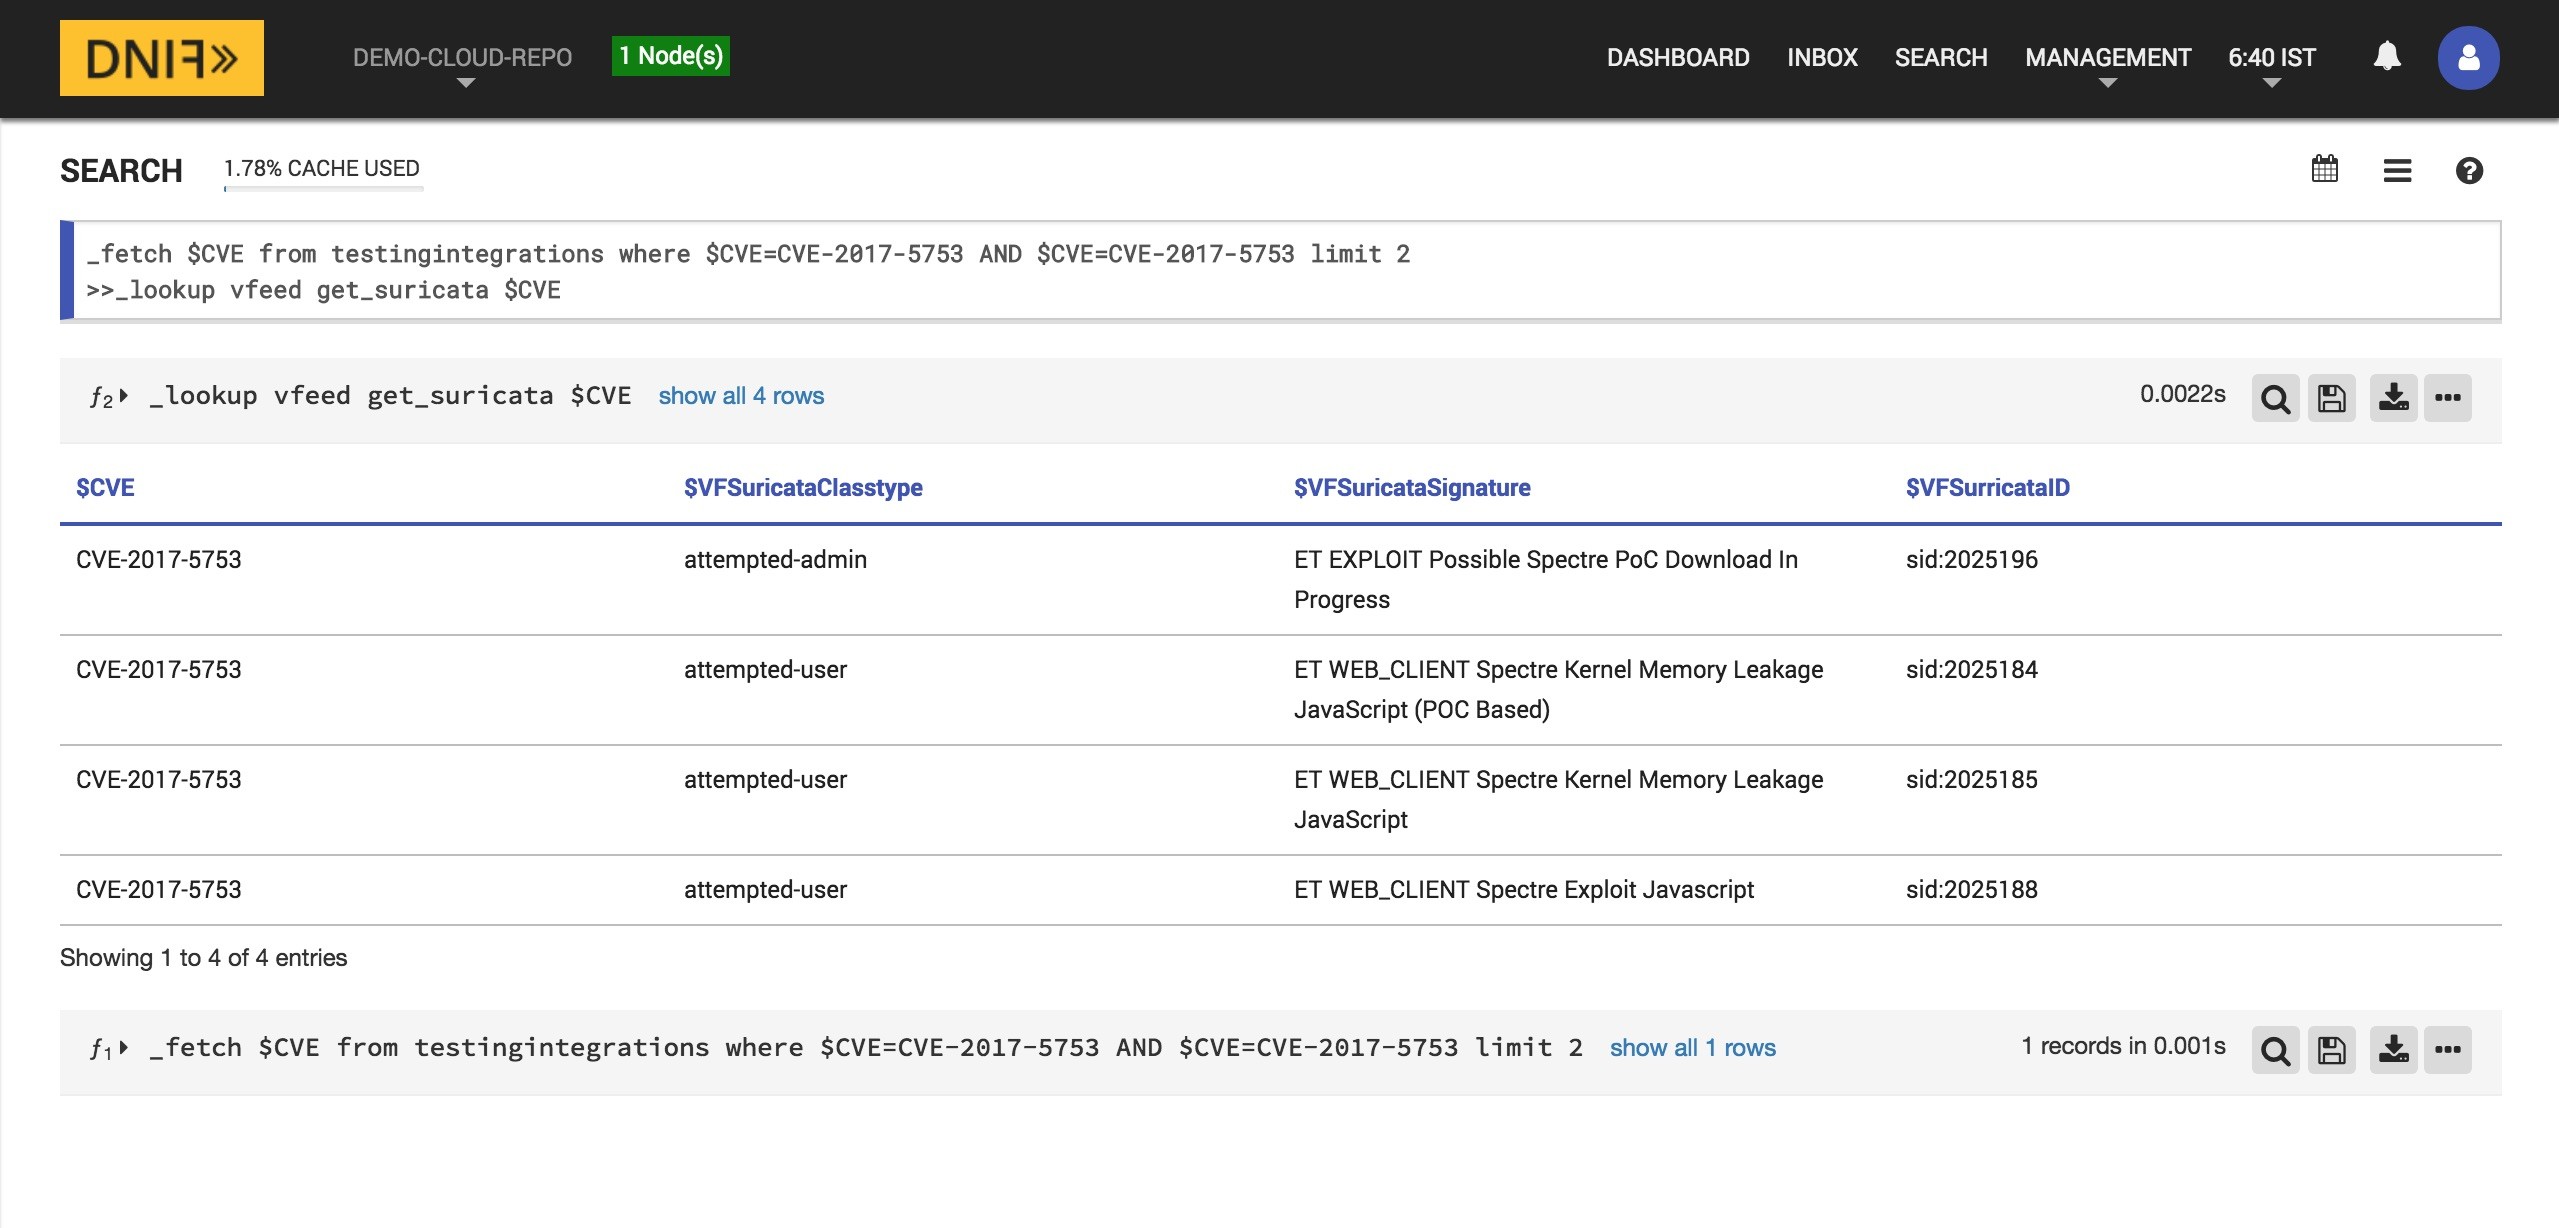 DNIF»
DEMO-CLOUD-REPO
1 Node(s)
DASHBOARD
INBOX
SEARCH
MANAGEMENT
6:40 IST
SEARCH
1.78% CACHE USED
_fetch $CVE from testingintegrations where $CVE=CVE-2017-5753 AND $CVE=CVE-2017-5753 limit 2
>>_lookup vfeed get_suricata $CVE
ƒ2 _lookup vfeed get_suricata $CVE show all 4 rows
0.0022s
$CVE
$VFSuricataClasstype
$VFSuricataSignature
$VFSurricataID
CVE-2017-5753
attempted-admin
ET EXPLOIT Possible Spectre PoC Download In
Progress
sid:2025196
CVE-2017-5753
attempted-user
ET WEB_CLIENT Spectre Kernel Memory Leakage
JavaScript (POC Based)
sid:2025184
CVE-2017-5753
attempted-user
ET WEB_CLIENT Spectre Kernel Memory Leakage
JavaScript
sid:2025185
CVE-2017-5753
attempted-user
ET WEB_CLIENT Spectre Exploit Javascript
sid:2025188
Showing 1 to 4 of 4 entries
ƒ1 _fetch $CVE from testingintegrations where $CVE=CVE-2017-5753 AND $CVE=CVE-2017-5753 limit 2 show all 1 rows
1 records in 0.001s